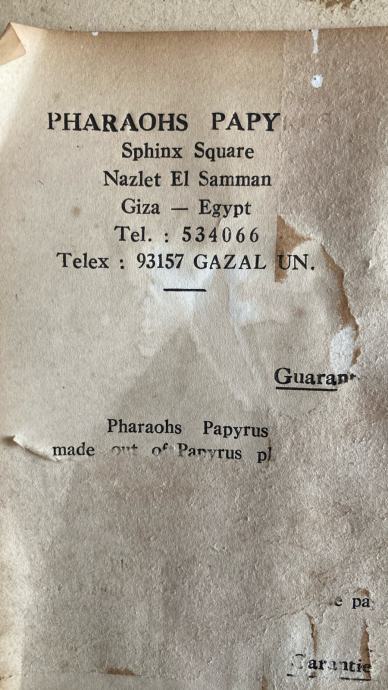 PHARAOHS PAPY
Sphinx Square
Nazlet El Samman
Giza — Egypt
Tel. : 534066
Telex : 93157 GAZAL UN.
Guaran
Pharaohs Papyrus
made out of Papyrus pl
e pa
arantie